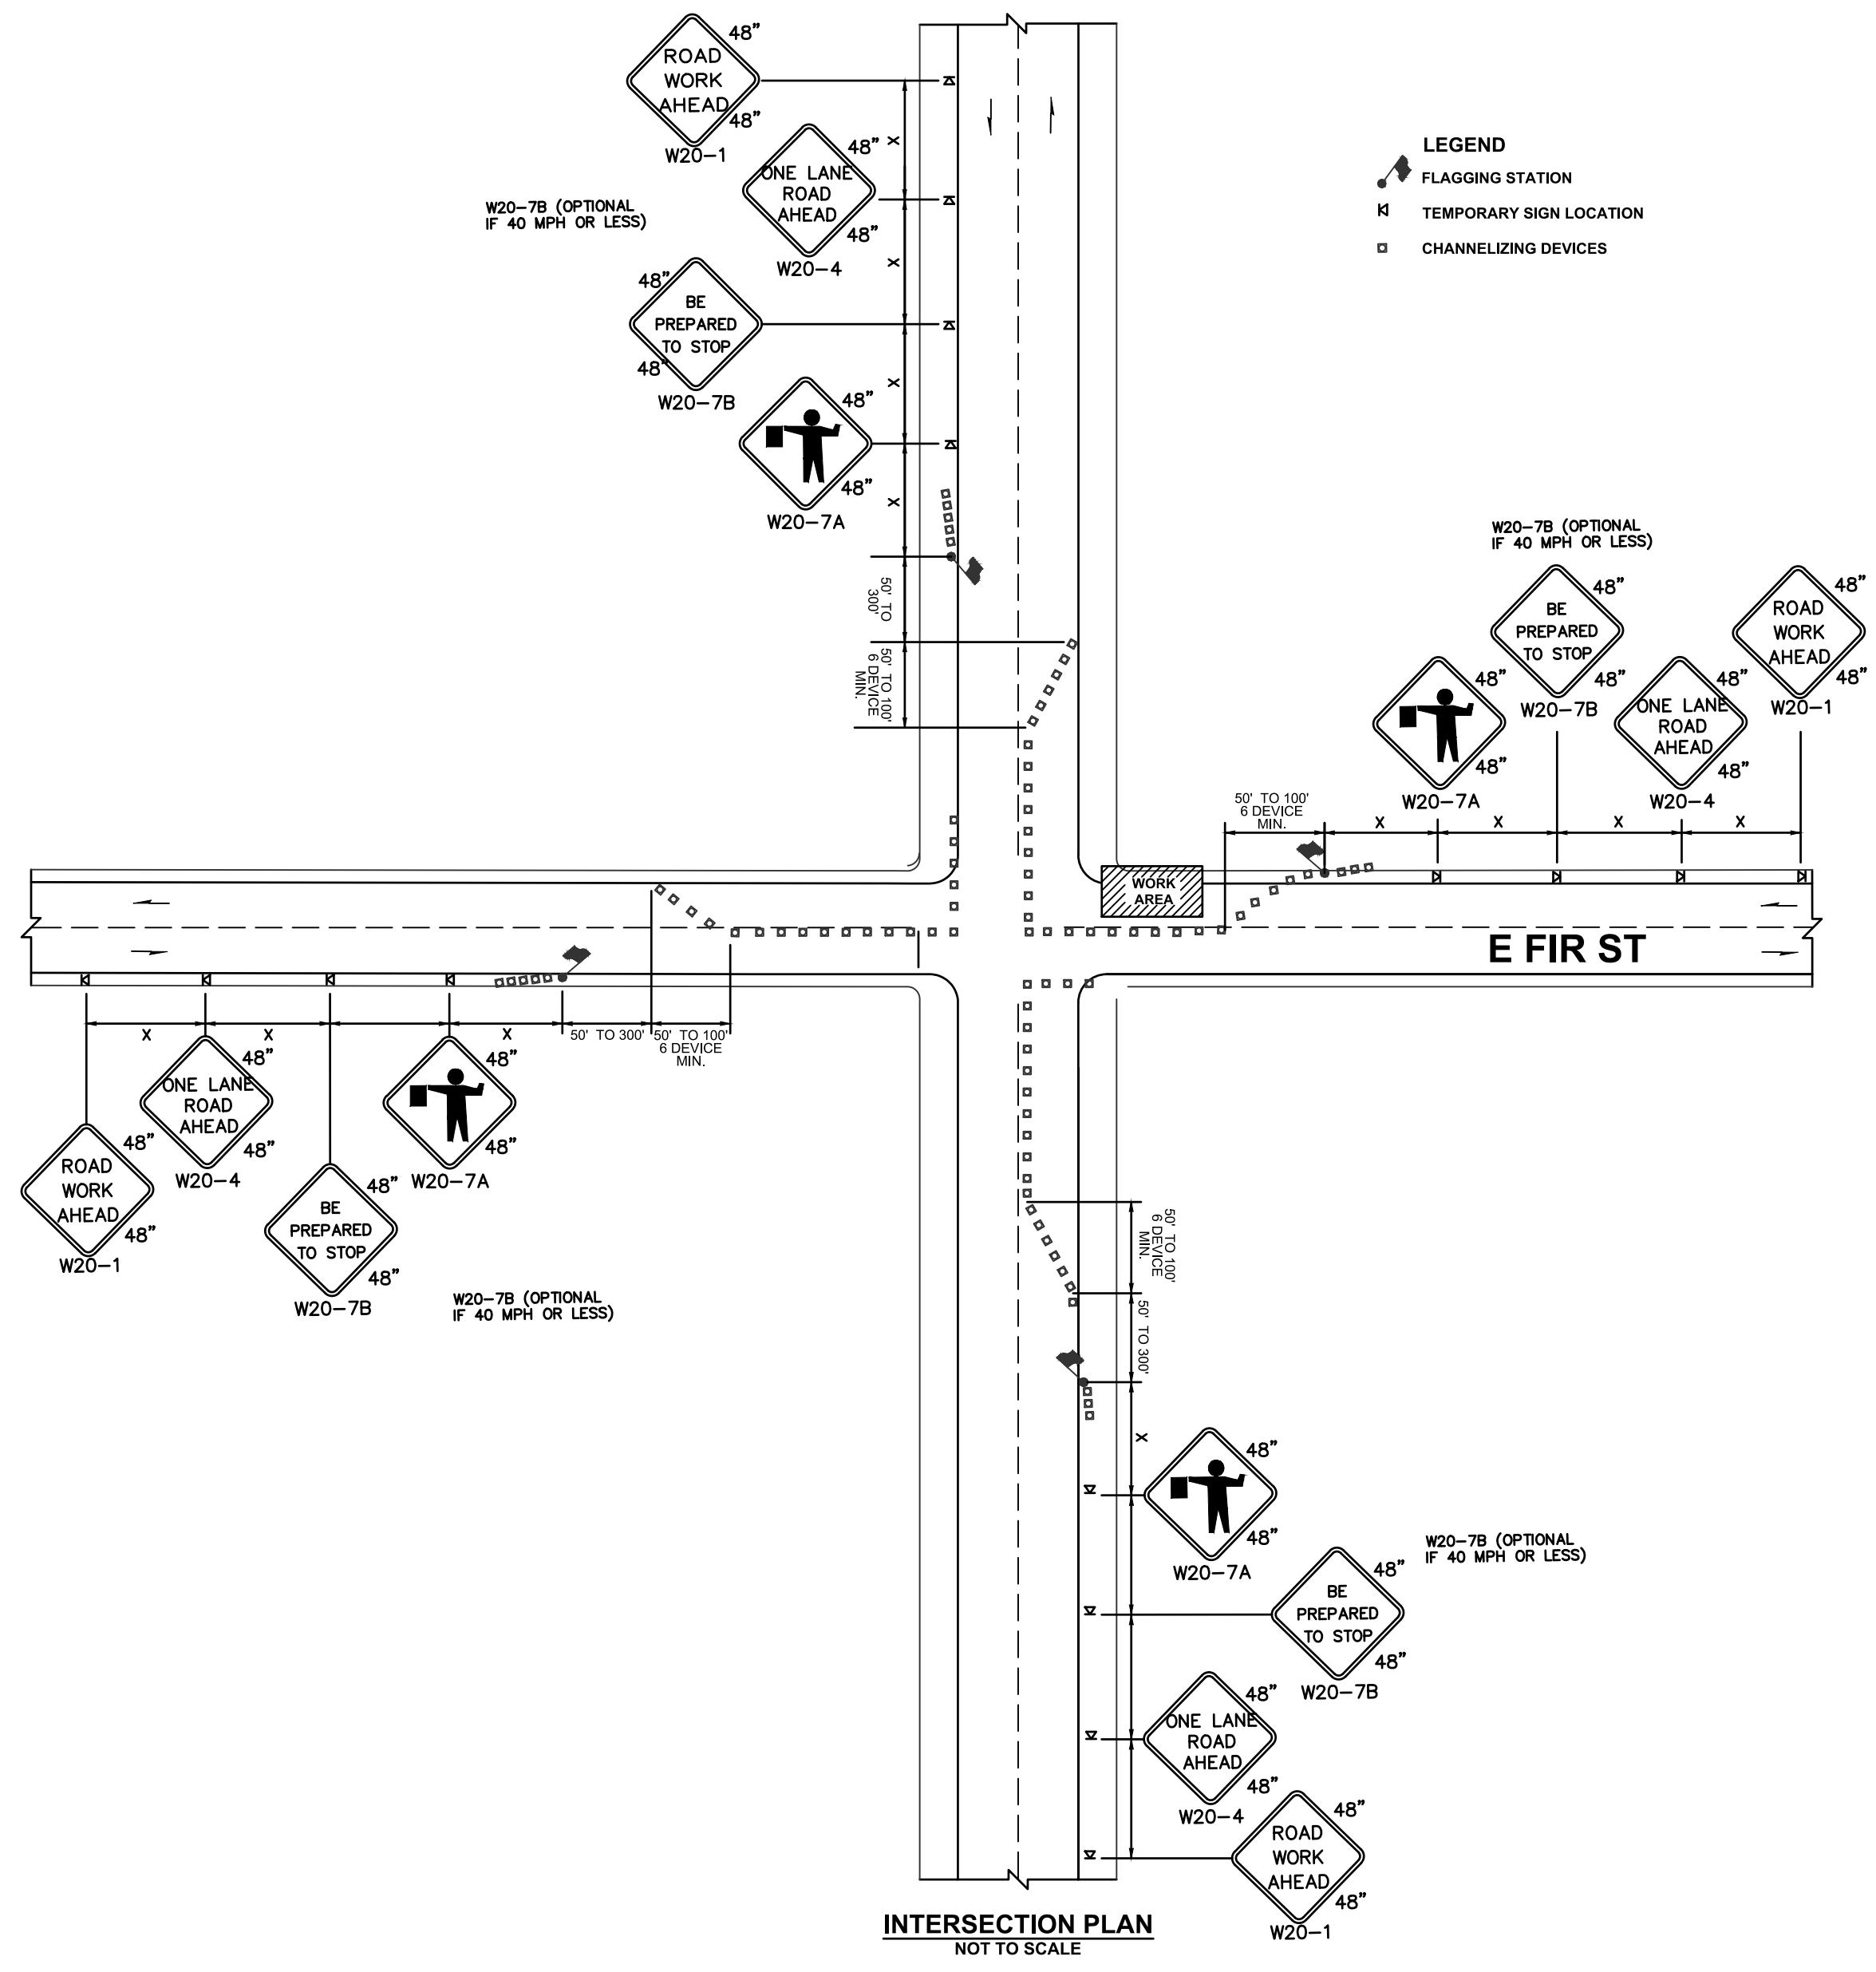 ROAD
WORK
AHEAD
48"
48"
W20-1
X
ONE LANE
ROAD
AHEAD
48"
48"
W20-4
W20-7B (OPTIONAL
IF 40 MPH OR LESS)
X
BE
PREPARED
TO STOP
48"
48"
W20-7B
X
48"
48"
W20-7A
X
50' TO
300'
50' TO 100'
6 DEVICE
MIN.
LEGEND
FLAGGING STATION
TEMPORARY SIGN LOCATION
CHANNELIZING DEVICES
W20-7B (OPTIONAL
IF 40 MPH OR LESS)
48"
48"
W20-7A
BE
PREPARED
TO STOP
48"
48"
W20-7B
ONE LANE
ROAD
AHEAD
48"
48"
W20-4
ROAD
WORK
AHEAD
48"
48"
W20-1
50' TO 100'
6 DEVICE
MIN.
X
X
X
X
WORK
AREA
E FIR ST
X
X
X
50' TO 300'
50' TO 100'
6 DEVICE
MIN.
ROAD
WORK
AHEAD
48"
48"
W20-1
ONE LANE
ROAD
AHEAD
48"
48"
W20-4
BE
PREPARED
TO STOP
48"
48"
W20-7B
48"
48"
W20-7A
W20-7B (OPTIONAL
IF 40 MPH OR LESS)
50' TO 100'
6 DEVICE
MIN.
50' TO 300'
X
48"
48"
W20-7A
W20-7B (OPTIONAL
IF 40 MPH OR LESS)
BE
PREPARED
TO STOP
48"
48"
W20-7B
ONE LANE
ROAD
AHEAD
48"
48"
W20-4
ROAD
WORK
AHEAD
48"
48"
W20-1
INTERSECTION PLAN
NOT TO SCALE